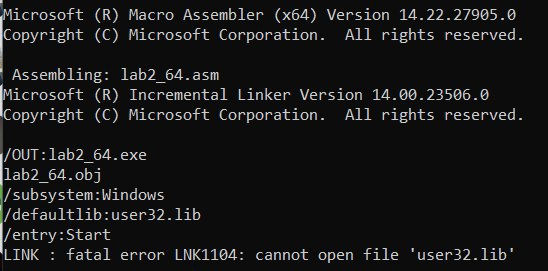 Microsoft (R) Macro Assembler (x64) Version 14.22.27905.0
Copyright (C) Microsoft Corporation.  All rights reserved.

 Assembling: lab2_64.asm
Microsoft (R) Incremental Linker Version 14.00.23506.0
Copyright (C) Microsoft Corporation.  All rights reserved.

/OUT:lab2_64.exe
lab2_64.obj
/subsystem:Windows
/defaultlib:user32.lib
/entry:Start
LINK : fatal error LNK1104: cannot open file 'user32.lib'